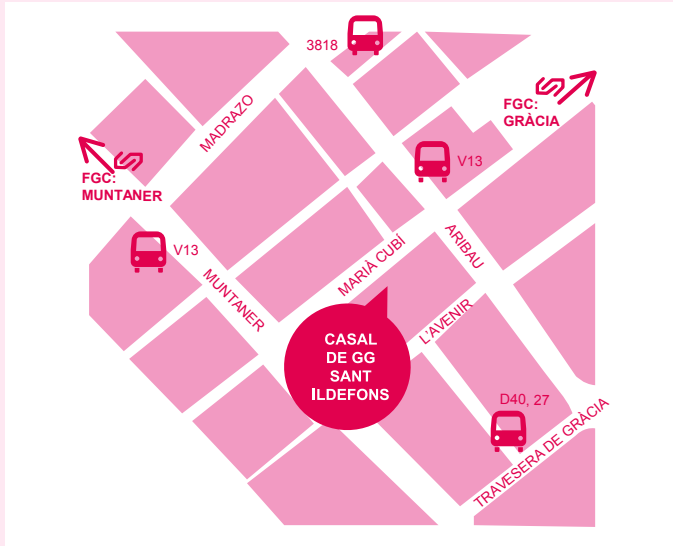 3818
MADRAZO
FGC:
GRÀCIA
V13
FGC:
MUNTANER
V13
MUNTANER
MARIÀ CUBÍ
ARIBAU
L'AVENIR
CASAL
DE GG
SANT
ILDEFONS
D40, 27
TRAVESERA DE GRÀCIA